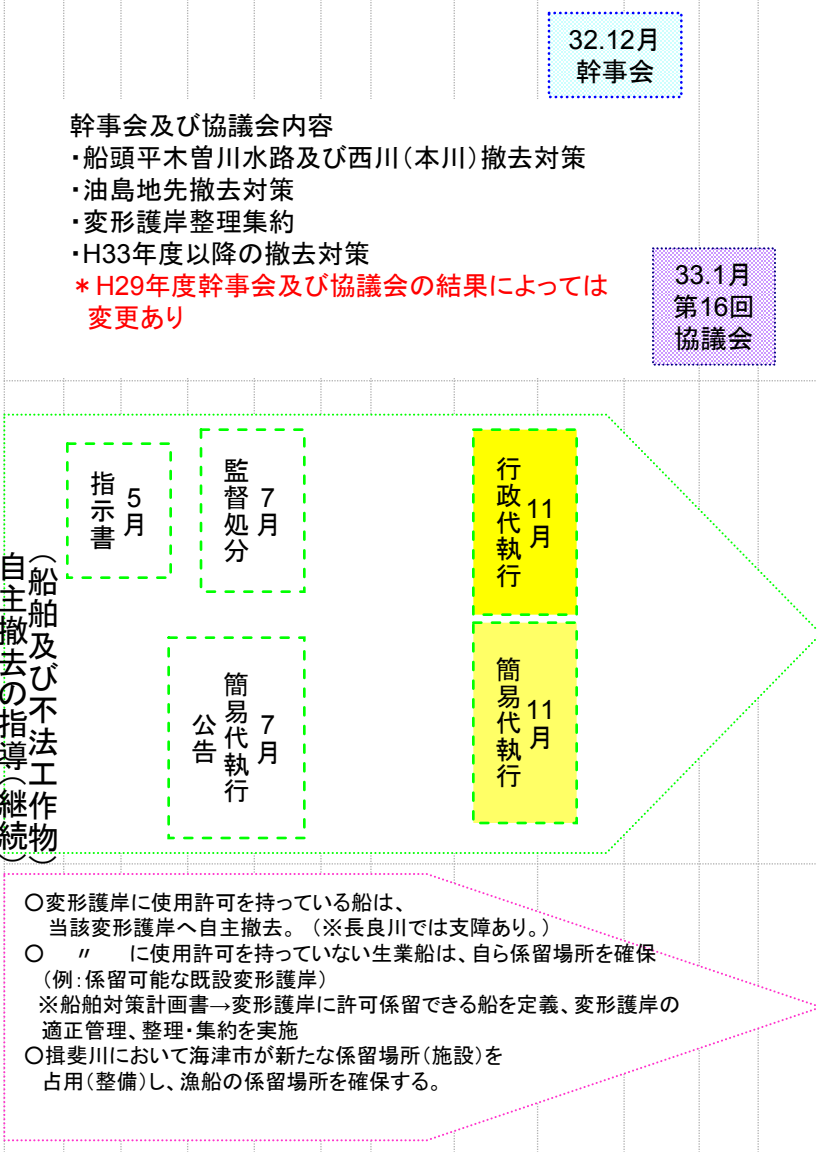 32.12月
幹事会
幹事会及び協議会内容
・船頭平木曽川水路及び西川（本川）撤去対策
・油島地先撤去対策
・変形護岸整理集約
・H33年度以降の撤去対策
＊H29年度幹事会及び協議会の結果によっては
変更あり
33.1月
第16回
協議会
（船舶及び不法工作物）
自主撤去の指導（継続）
5月
指示書
7月
監督処分
11月
行政代執行
7月
簡易代執行
公告
11月
簡易代執行
〇変形護岸に使用許可を持っている船は、
当該変形護岸へ自主撤去。（※長良川では支障あり。）
〇　〃　に使用許可を持っていない生業船は、自ら係留場所を確保
（例：係留可能な既設変形護岸）
※船舶対策計画書→変形護岸に許可係留できる船を定義、変形護岸の
適正管理、整理・集約を実施
〇揖斐川において海津市が新たな係留場所（施設）を
占用（整備）し、漁船の係留場所を確保する。